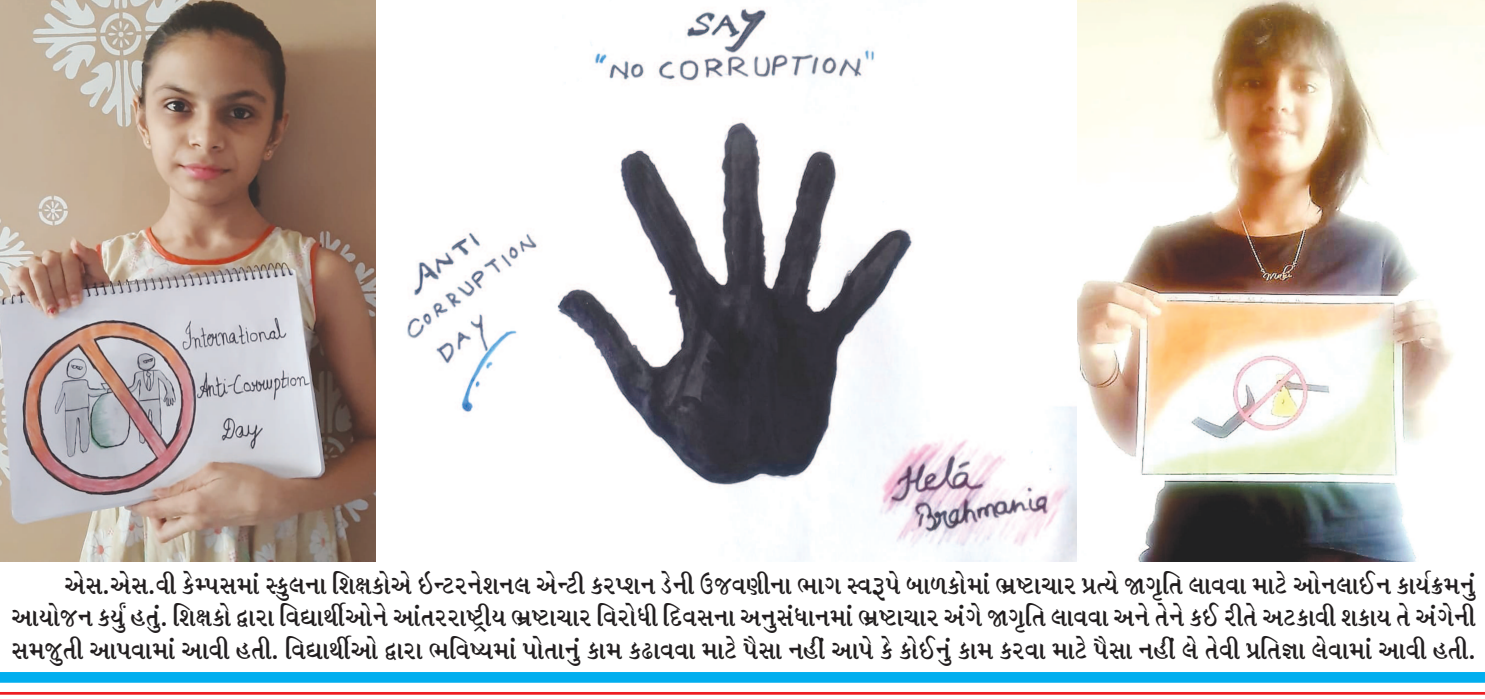 SAY
"NO CORRUPTION"
ANTI
CORRUPTION
DAY
International
Anti-Corruption
Day
Helá
Brahmania
એસ.એસ.વી કેમ્પસમાં સ્કુલના શિક્ષકોએ ઈન્ટરનેશનલ એન્ટી કરપ્શન ડેની ઉજવણીના ભાગ સ્વરૂપે બાળકોમાં ભ્રષ્ટાચાર પ્રત્યે જાગૃતિ લાવવા માટે ઓનલાઈન કાર્યક્રમનું
આયોજન કર્યું હતું. શિક્ષકો દ્વારા વિદ્યાર્થીઓને આંતરરાષ્ટ્રીય ભ્રષ્ટાચાર વિરોધી દિવસના અનુસંધાનમાં ભ્રષ્ટાચાર અંગે જાગૃતિ લાવવા અને તેને કઈ રીતે અટકાવી શકાય તે અંગેની
સમજુતી આપવામાં આવી હતી. વિદ્યાર્થીઓ દ્વારા ભવિષ્યમાં પોતાનું કામ કઢાવવા માટે પૈસા નહીં આપે કે કોઈનું કામ કરવા માટે પૈસા નહીં લે તેવી પ્રતિજ્ઞા લેવામાં આવી હતી.